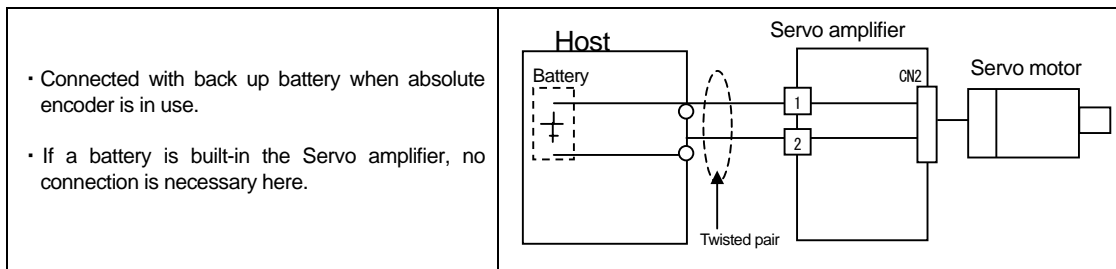 ・Connected with back up battery when absolute
encoder is in use.
・If a battery is built-in the Servo amplifier, no
connection is necessary here.
Host
Servo amplifier
Battery
CN2
Servo motor
1
2
Twisted pair